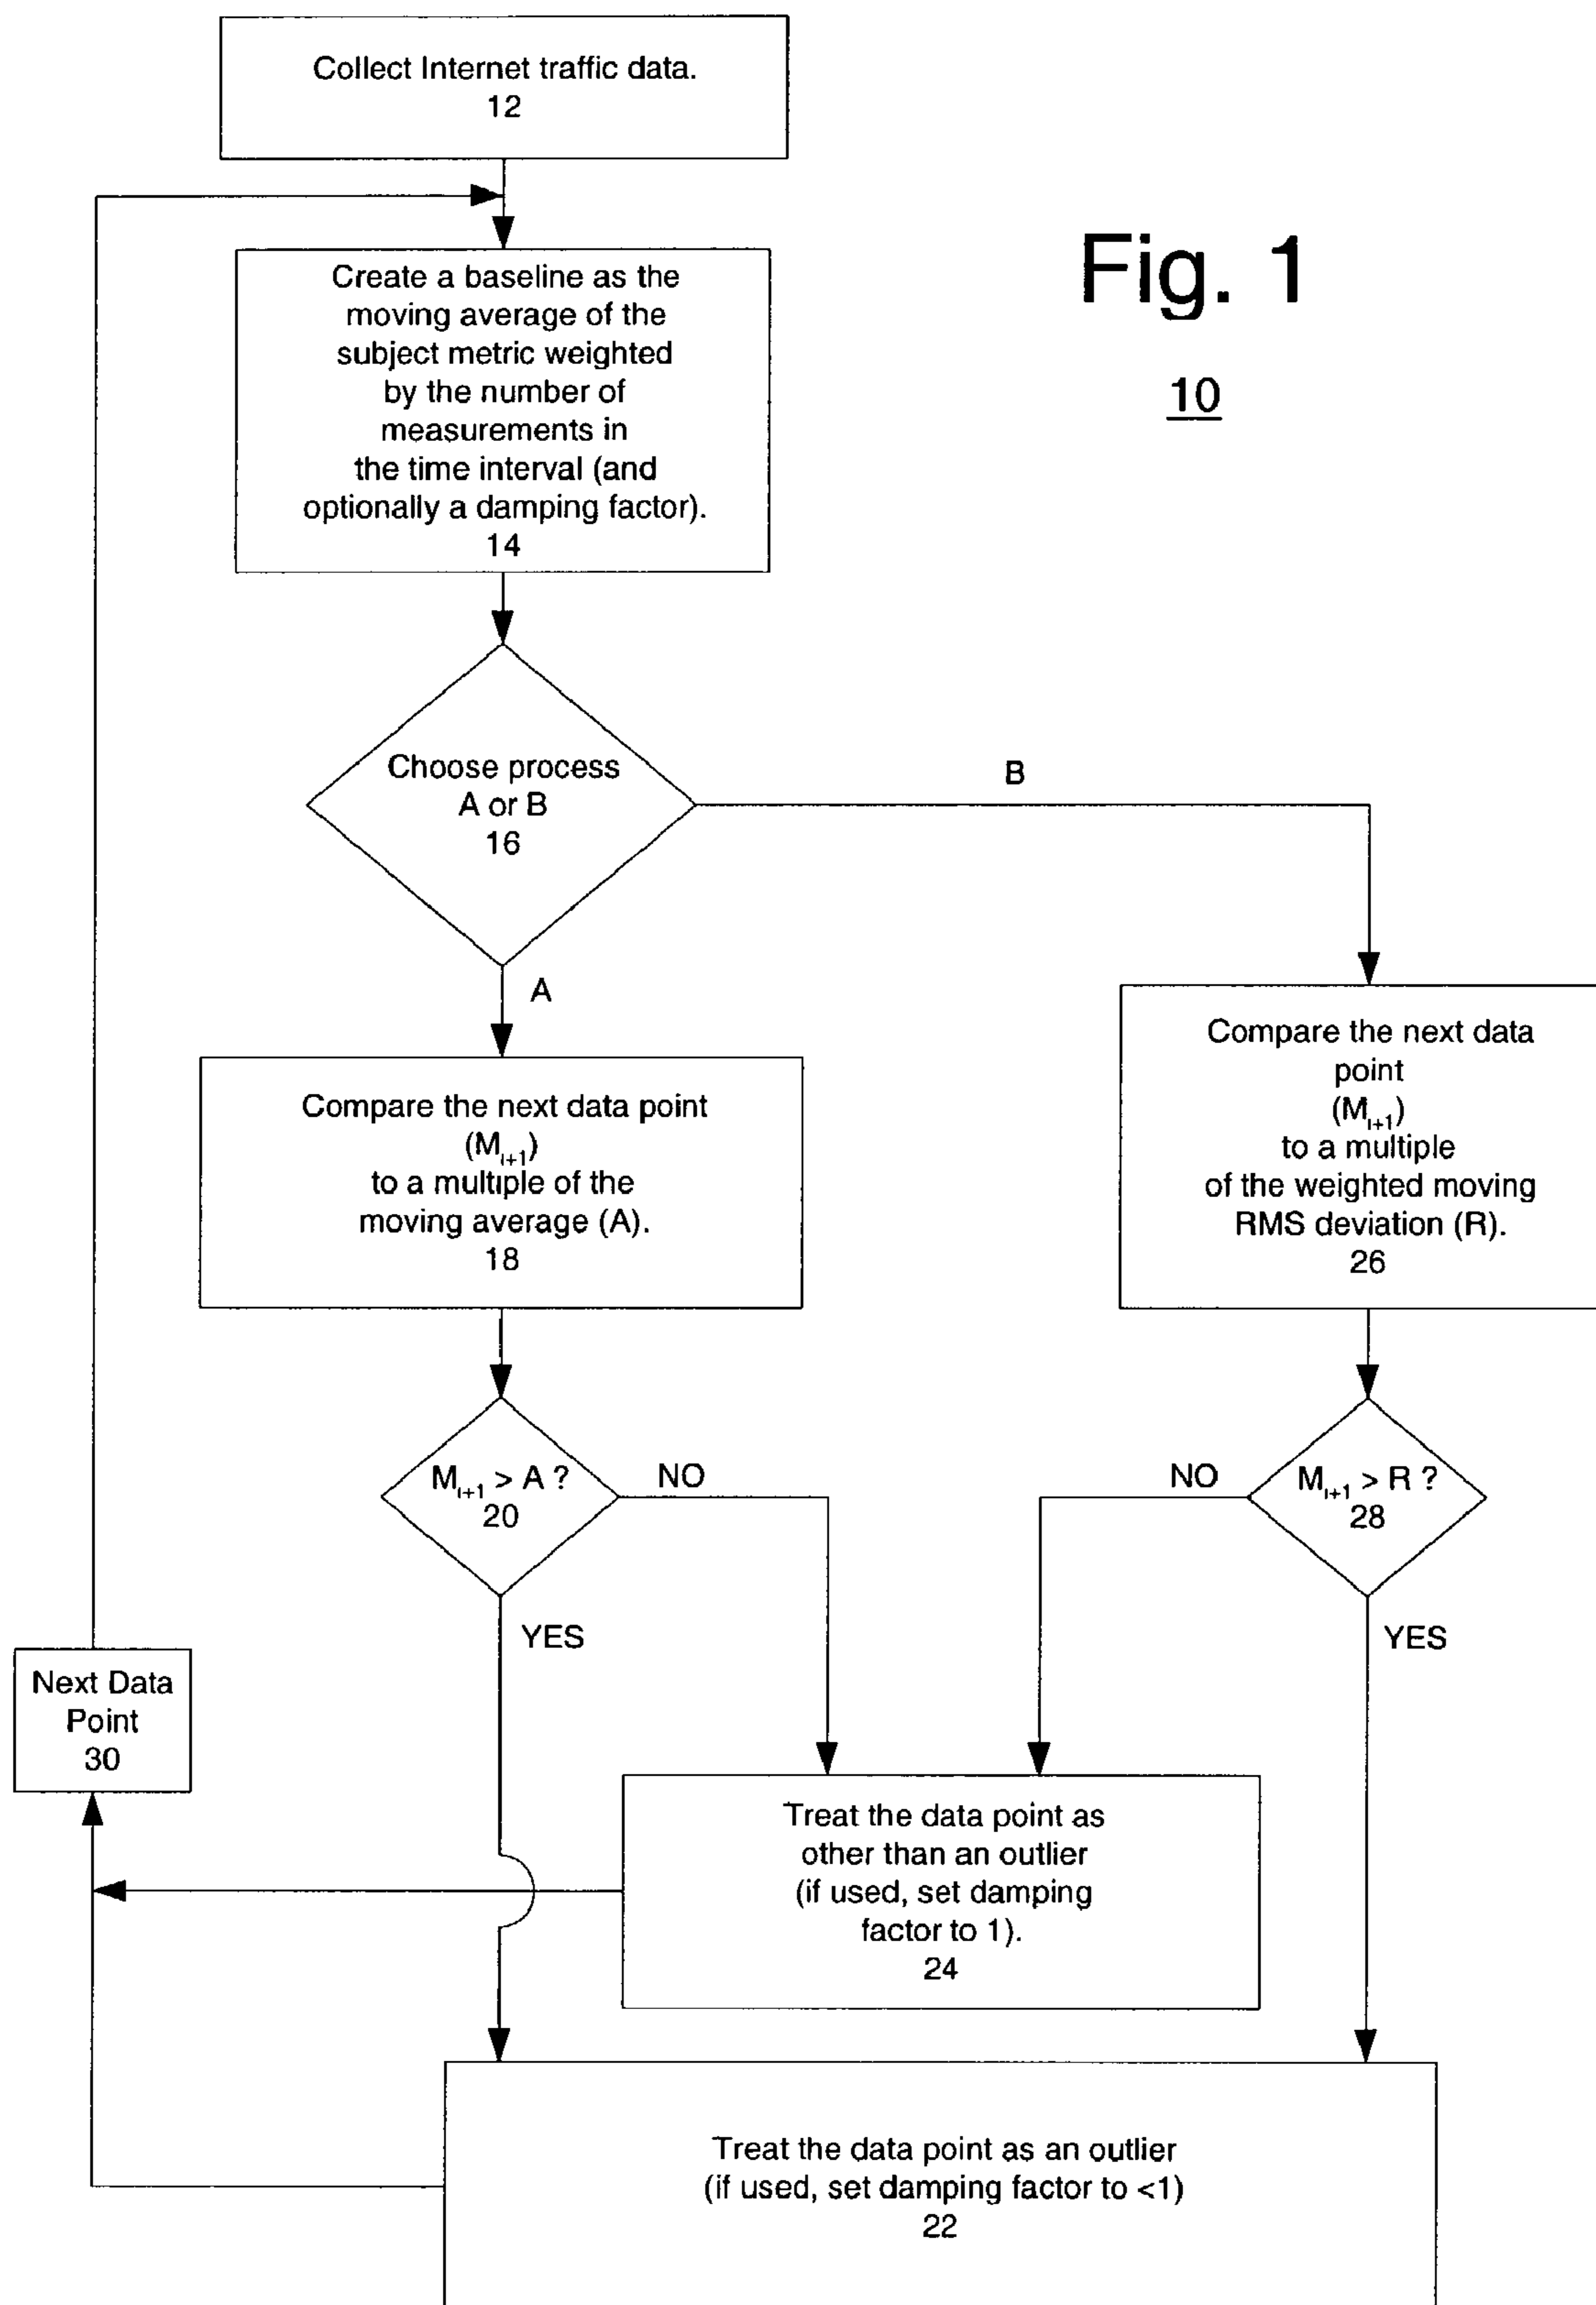 Collect Internet traffic data.
12
Fig. 1
10
Create a baseline as the
moving average of the
subject metric weighted
by the number of
measurements in
the time interval (and
optionally a damping factor).
14
Choose process
A or B
16
B
A
Compare the next data point
(Mi+1)
to a multiple of the
moving average (A).
18
Compare the next data
point
(Mi+1)
to a multiple
of the weighted moving
RMS deviation (R).
26
Mi+1 > A ?
20
NO
YES
NO
Mi+1 > R ?
28
YES
Next Data
Point
30
Treat the data point as
other than an outlier
(if used, set damping
factor to 1).
24
Treat the data point as an outlier
(if used, set damping factor to <1)
22